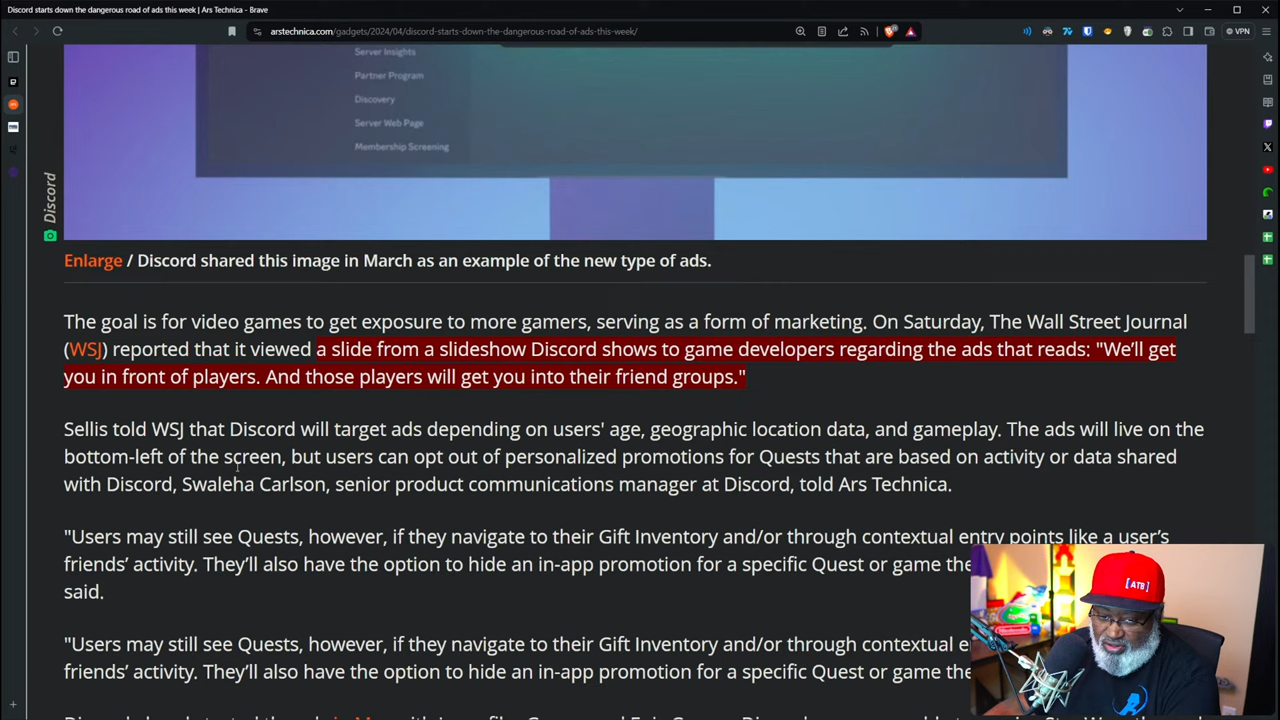 Discord starts down the dangerous road of ads this week | Ars Technica - Brave
arstechnica.com/gadgets/2024/04/discord-starts-down-the-dangerous-road-of-ads-this-week/
VPN
Server Insights
Partner Program
Discovery
Server Web Page
Membership Screening
Discord
Enlarge / Discord shared this image in March as an example of the new type of ads.
The goal is for video games to get exposure to more gamers, serving as a form of marketing. On Saturday, The Wall Street Journal
(WSJ) reported that it viewed a slide from a slideshow Discord shows to game developers regarding the ads that reads: "We'll get
you in front of players. And those players will get you into their friend groups."
Sellis told WSJ that Discord will target ads depending on users' age, geographic location data, and gameplay. The ads will live on the
bottom-left of the screen, but users can opt out of personalized promotions for Quests that are based on activity or data shared
with Discord, Swaleha Carlson, senior product communications manager at Discord, told Ars Technica.
"Users may still see Quests, however, if they navigate to their Gift Inventory and/or through contextual entry points like a user's
friends' activity. They'll also have the option to hide an in-app promotion for a specific Quest or game the
said.
"Users may still see Quests, however, if they navigate to their Gift Inventory and/or through contextual e
friends' activity. They'll also have the option to hide an in-app promotion for a specific Quest or game the
[ATB]